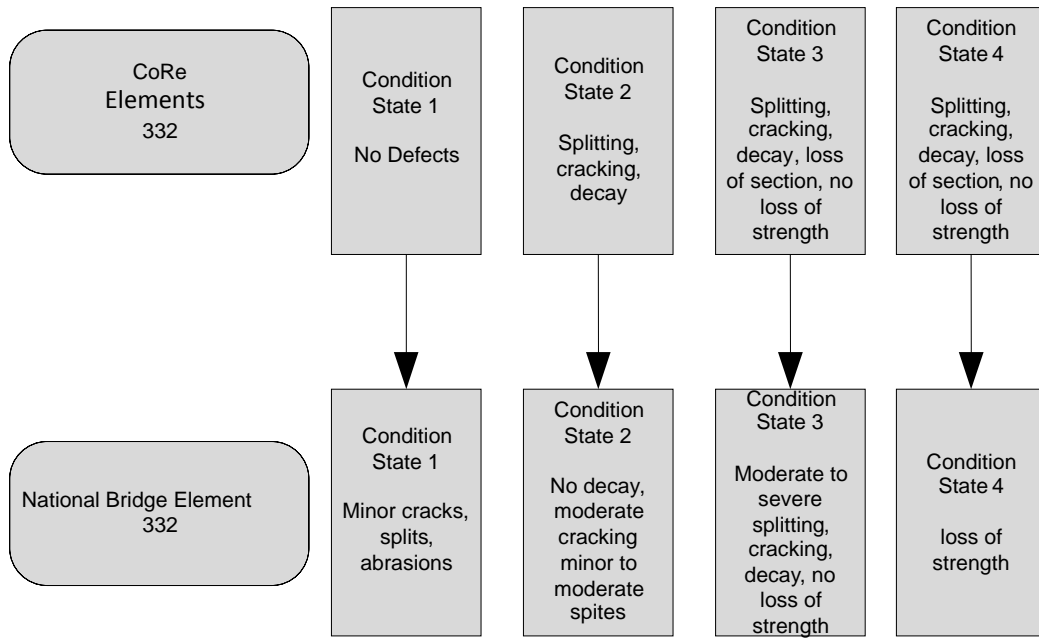 CoRe
Elements
332
Condition
State 1
No Defects
Condition
State 2
Splitting,
cracking,
decay
Condition
State 3
Splitting,
cracking,
decay, loss
of section, no
loss of
strength
Condition
State 4
Splitting,
cracking,
decay, loss
of section, no
loss of
strength
National Bridge Element
332
Condition
State 1
Minor cracks,
splits,
abrasions
Condition
State 2
No decay,
moderate
cracking
minor to
moderate
spites
Condition
State 3
Moderate to
severe
splitting,
cracking,
decay, no
loss of
strength
Condition
State 4
loss of
strength